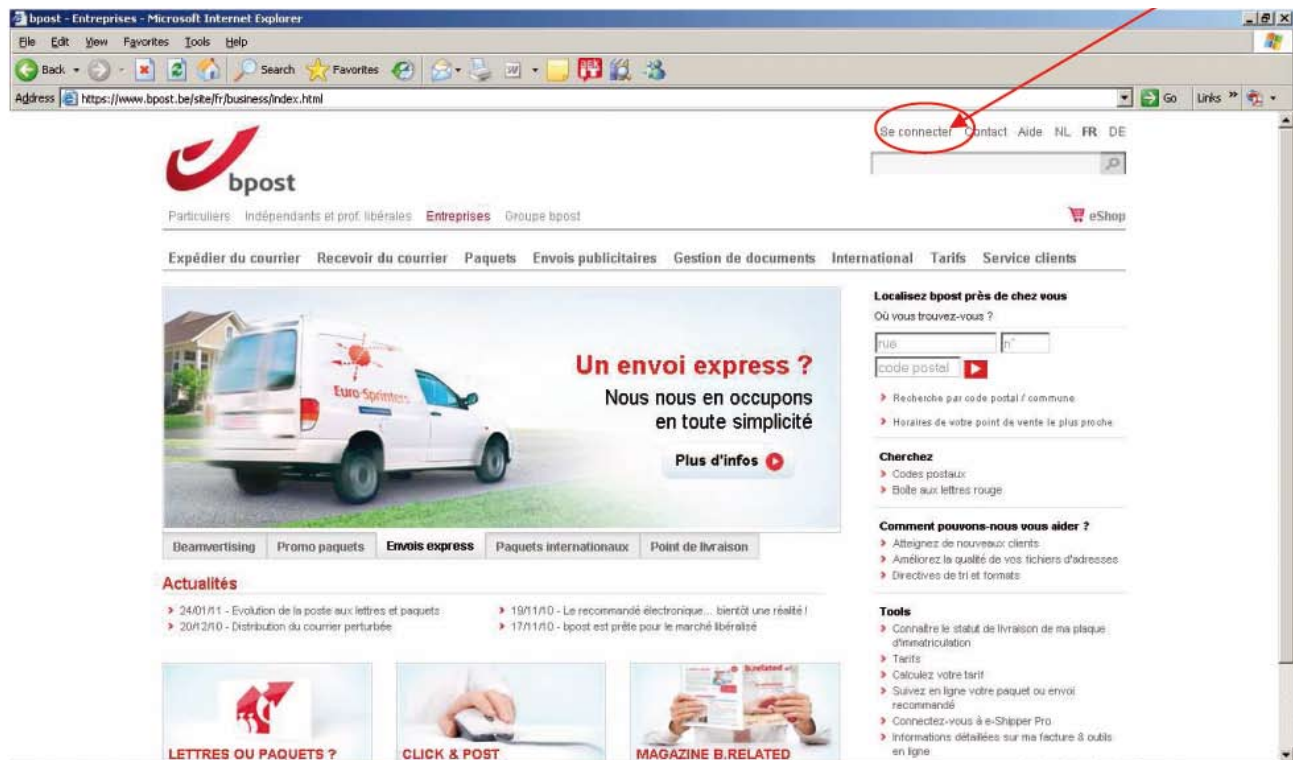 bpost - Entreprises - Microsoft Internet Explorer
File Edit View Favorites Tools Help
Back Search Favorites
Address https://www.bpost.be/site/fr/business/index.html Go Links »
Se connecter Contact Aide NL FR DE
bpost
Particuliers Indépendants et prof. libérales Entreprises Groupe bpost eShop
Expédier du courrier Recevoir du courrier Paquets Envois publicitaires Gestion de documents International Tarifs Service clients
Euro-Sprinters
Un envoi express ?
Nous nous en occupons
en toute simplicité
Plus d'infos
Beamvertising Promo paquets Envois express Paquets internationaux Point de livraison
Localisez bpost près de chez vous
Où vous trouvez-vous ?
rue n°
code postal
Recherche par code postal / commune
Horaires de votre point de vente le plus proche
Cherchez
Codes postaux
Boîte aux lettres rouge
Comment pouvons-nous vous aider ?
Atteignez de nouveaux clients
Améliorez la qualité de vos fichiers d'adresses
Directives de tri et formats
Tools
Connaître le statut de livraison de ma plaque
d'immatriculation
Tarifs
Calculez votre tarif
Suivez en ligne votre paquet ou envoi
recommandé
Connectez-vous à e-Shipper Pro
Informations détaillées sur ma facture & outils
en ligne
Actualités
24/01/11 - Evolution de la poste aux lettres et paquets
20/12/10 - Distribution du courrier perturbée
19/11/10 - Le recommandé électronique... bientôt une réalité !
17/11/10 - bpost est prête pour le marché libéralisé
B.related
LETTRES OU PAQUETS ?
CLICK & POST
MAGAZINE B.RELATED